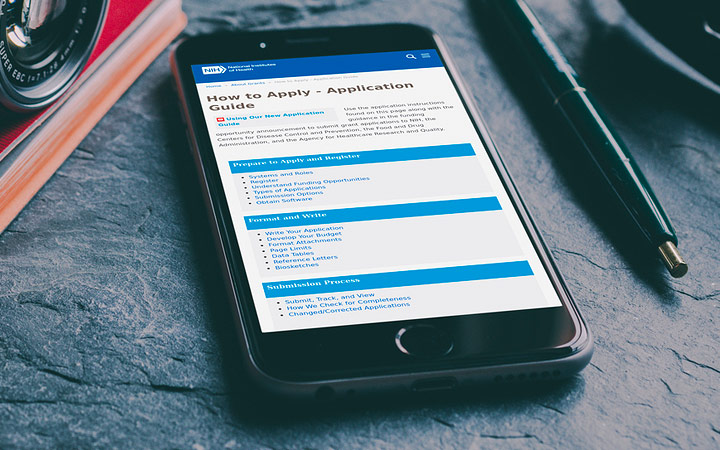 SUPER EBC f=7.1-28 mm
NIH National Institutes
of Health
Home » About Grants » How to Apply - Application Guide
How to Apply - Application
Guide
Using Our New Application
Guide
Use the application instructions
found on this page along with the
guidance in the funding
opportunity announcement to submit grant applications to NIH, the
Centers for Disease Control and Prevention, the Food and Drug
Administration, and the Agency for Healthcare Research and Quality.
Prepare to Apply and Register
Systems and Roles
Register
Understand Funding Opportunities
Types of Applications
Submission Options
Obtain Software
Format and Write
Write Your Application
Develop Your Budget
Format Attachments
Page Limits
Data Tables
Reference Letters
Biosketches
Submission Process
Submit, Track, and View
How We Check for Completeness
Changed/Corrected Applications